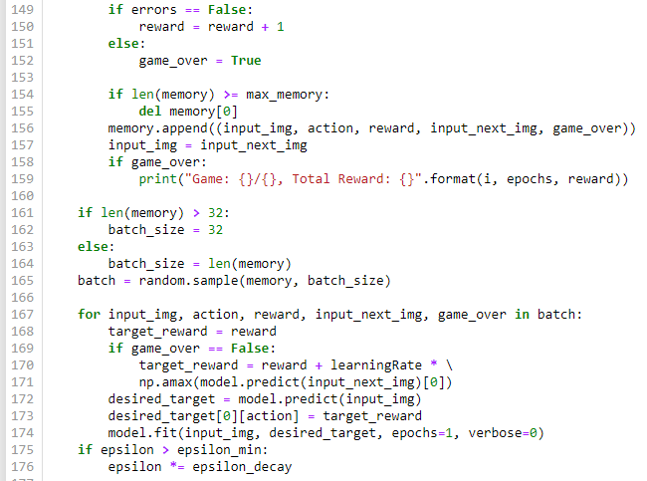 149         if errors == False:
150             reward = reward + 1
151         else:
152             game_over = True
153
154         if len(memory) >= max_memory:
155             del memory[0]
156         memory.append((input_img, action, reward, input_next_img, game_over))
157         input_img = input_next_img
158         if game_over:
159             print("Game: {}/{}, Total Reward: {}".format(i, epochs, reward))
160
161     if len(memory) > 32:
162         batch_size = 32
163     else:
164         batch_size = len(memory)
165     batch = random.sample(memory, batch_size)
166
167     for input_img, action, reward, input_next_img, game_over in batch:
168         target_reward = reward
169         if game_over == False:
170             target_reward = reward + learningRate * \
171             np.amax(model.predict(input_next_img)[0])
172         desired_target = model.predict(input_img)
173         desired_target[0][action] = target_reward
174         model.fit(input_img, desired_target, epochs=1, verbose=0)
175     if epsilon > epsilon_min:
176         epsilon *= epsilon_decay